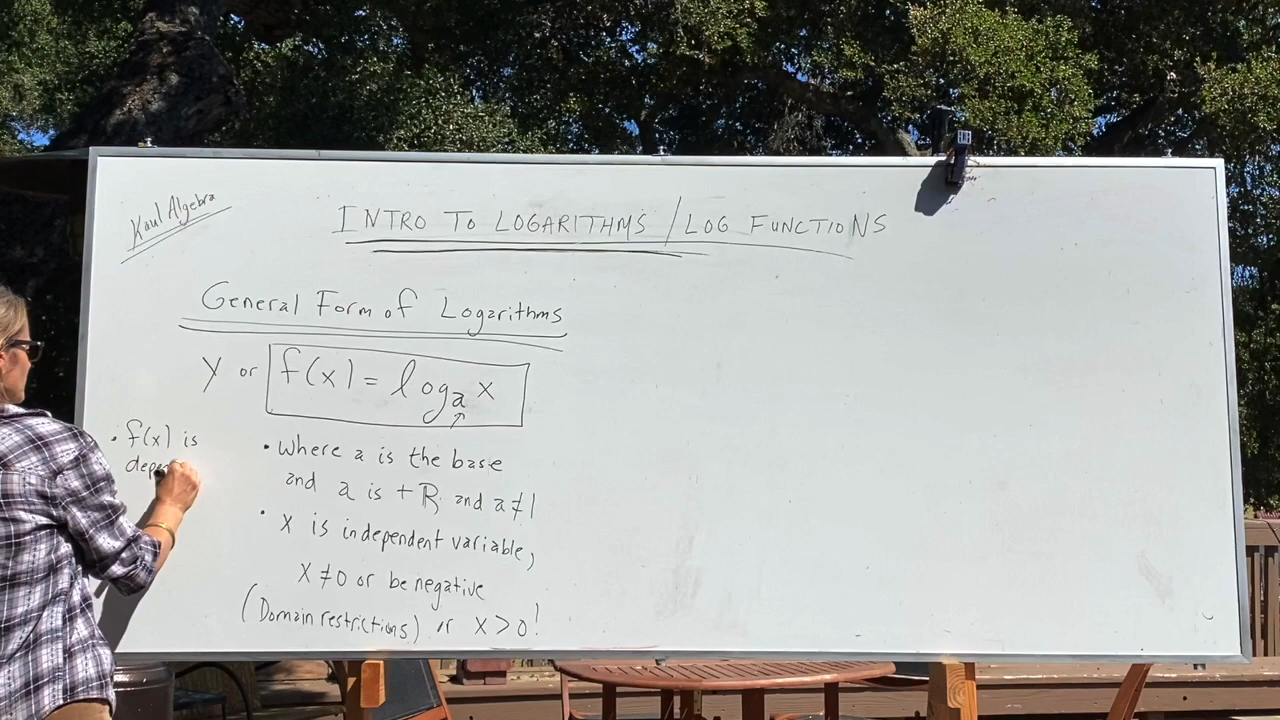 Kaul Algebra
INTRO TO LOGARITHMS / LOG FUNCTIONS
General Form of Logarithms
y or f(x) = logₐ x
• f(x) is
depe
• where a is the base
and a is + ℝ and a ≠ 1
• x is independent variable,
x ≠ 0 or be negative
(Domain restrictions) or x > 0!